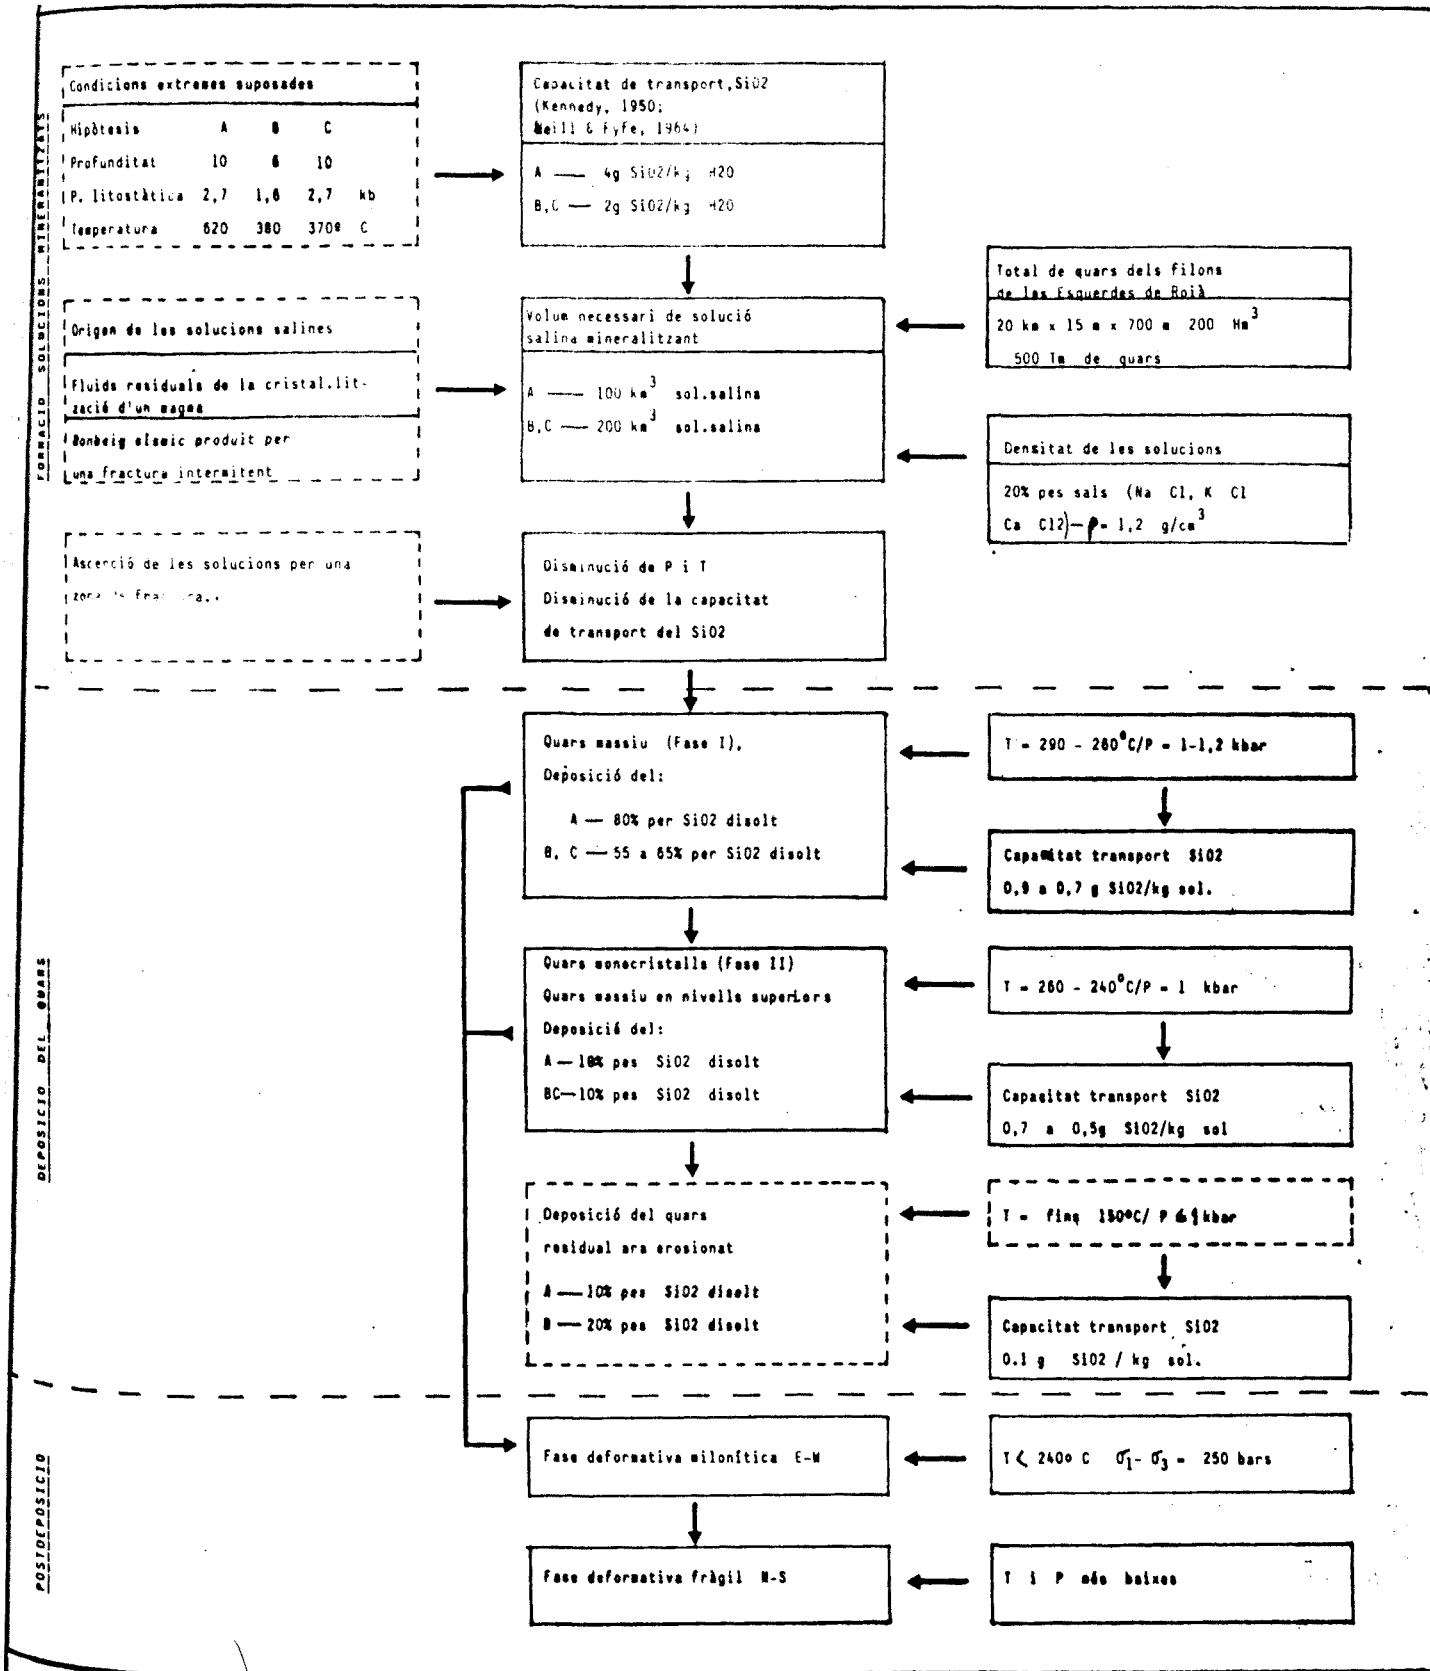 FORMACIO SOLUCIONS MINERALITZATS
Condicions extremes suposades
Hipòtesis A B C
Profunditat 10 6 10
P. litostàtica 2,7 1,6 2,7 kb
Temperatura 620 380 370º C
Capacitat de transport,SiO2
(Kennedy, 1950;
& Fyfe, 1964)
A — 4g SiO2/kg H2O
B,C — 2g SiO2/kg H2O
Origen de les solucions salines
Fluids residuals de la cristal.lit-
zació d'un magma
Bonbeig sismic produit per
una fractura intermitent
Volum necessari de solució
salina mineralitzant
A — 100 km3 sol.salina
B,C — 200 km3 sol.salina
Total de quars dels filons
de les Esquerdes de Roià
20 km x 15 m x 700 m 200 Hm3
500 Tm de quars
Densitat de les solucions
20% pes sals (Na Cl, K Cl
Ca Cl2)— ρ= 1,2 g/cm3
Ascenció de les solucions per una
zona
Disminució de P i T
Disminució de la capacitat
de transport del SiO2
DEPOSICIO DEL QUARS
Quars massiu (Fase I),
Deposició del:
A — 80% per SiO2 disolt
B, C — 55 a 65% per SiO2 disolt
T = 290 - 260ºC/P = 1-1,2 kbar
Capacitat transport SiO2
0,9 a 0,7 g SiO2/kg sol.
Quars monocristalls (Fase II)
Quars massiu en nivells superiors
Deposició del:
A — 10% pes SiO2 disolt
BC— 10% pes SiO2 disolt
T = 260 - 240ºC/P = 1 kbar
Capacitat transport SiO2
0,7 a 0,5g SiO2/kg sol
Deposició del quars
residual ara erosionat
A — 10% pes SiO2 disolt
B — 20% pes SiO2 disolt
T = fins 150ºC/ P kbar
Capacitat transport SiO2
0.1 g SiO2 / kg sol.
POSTDEPOSICIO
Fase deformativa milonítica E-W
T < 240º C σ1- σ3 = 250 bars
Fase deformativa fràgil N-S
T i P més baixes